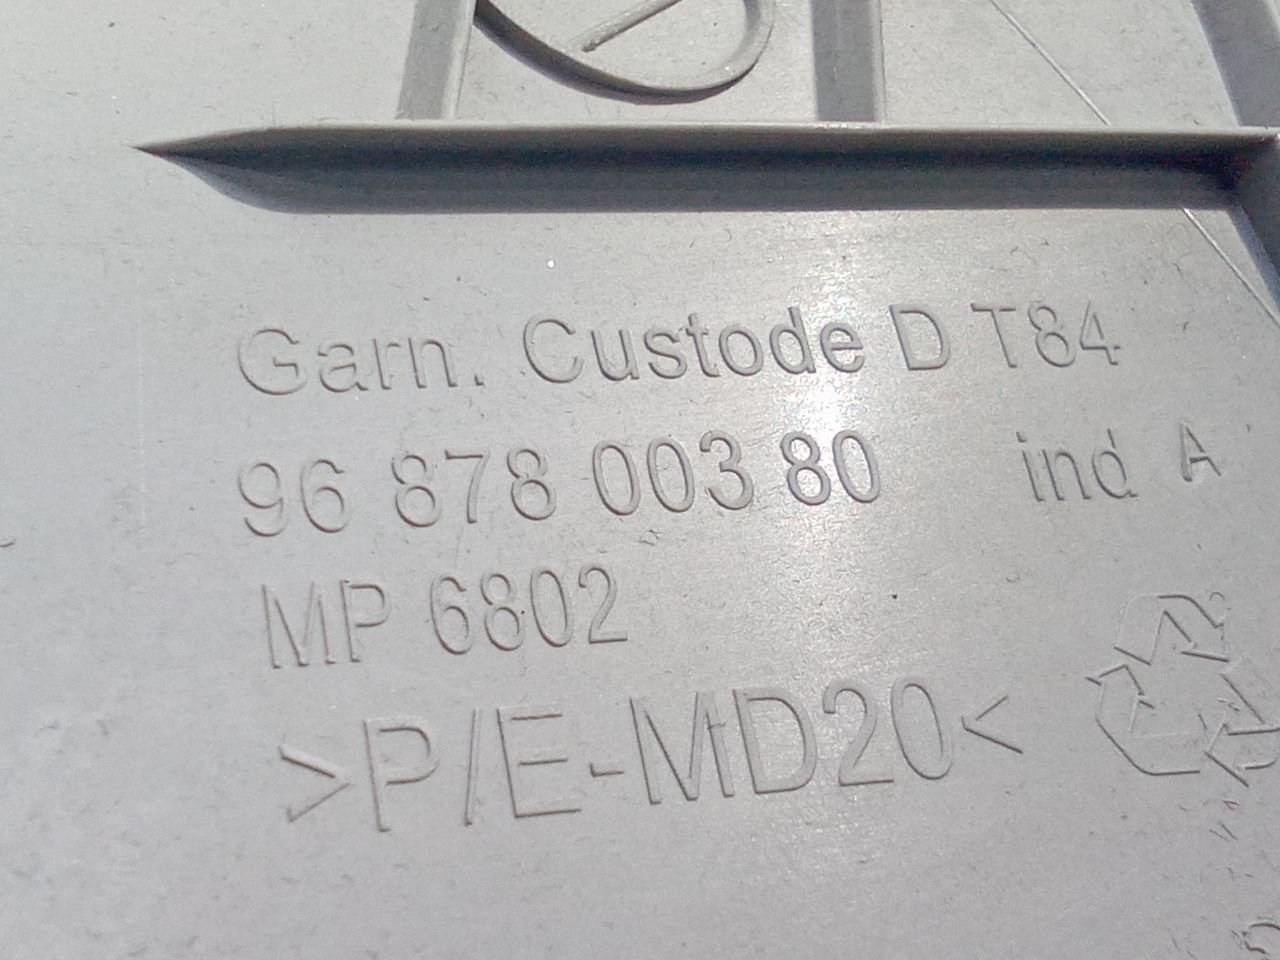 Garn. Custode D T84
96 878 003 80 ind A
MP 6802
>P/E-MD20<